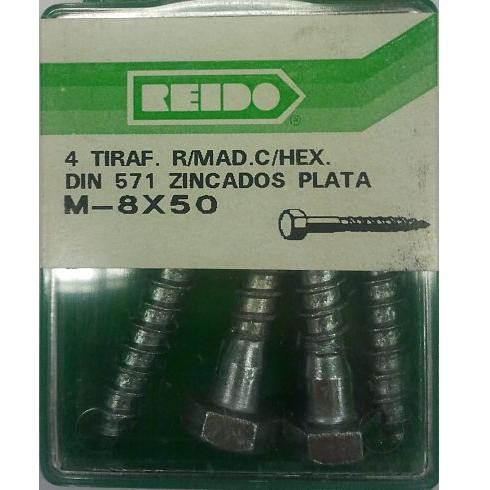 REIDO
®
4 TIRAF. R/MAD.C/HEX.
DIN 571 ZINCADOS PLATA
M-8X50